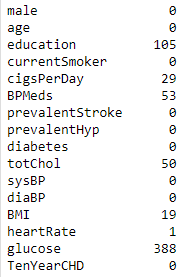 male 0
age 0
education 105
currentSmoker 0
cigsPerDay 29
BPMeds 53
prevalentStroke 0
prevalentHyp 0
diabetes 0
totChol 50
sysBP 0
diaBP 0
BMI 19
heartRate 1
glucose 388
TenYearCHD 0